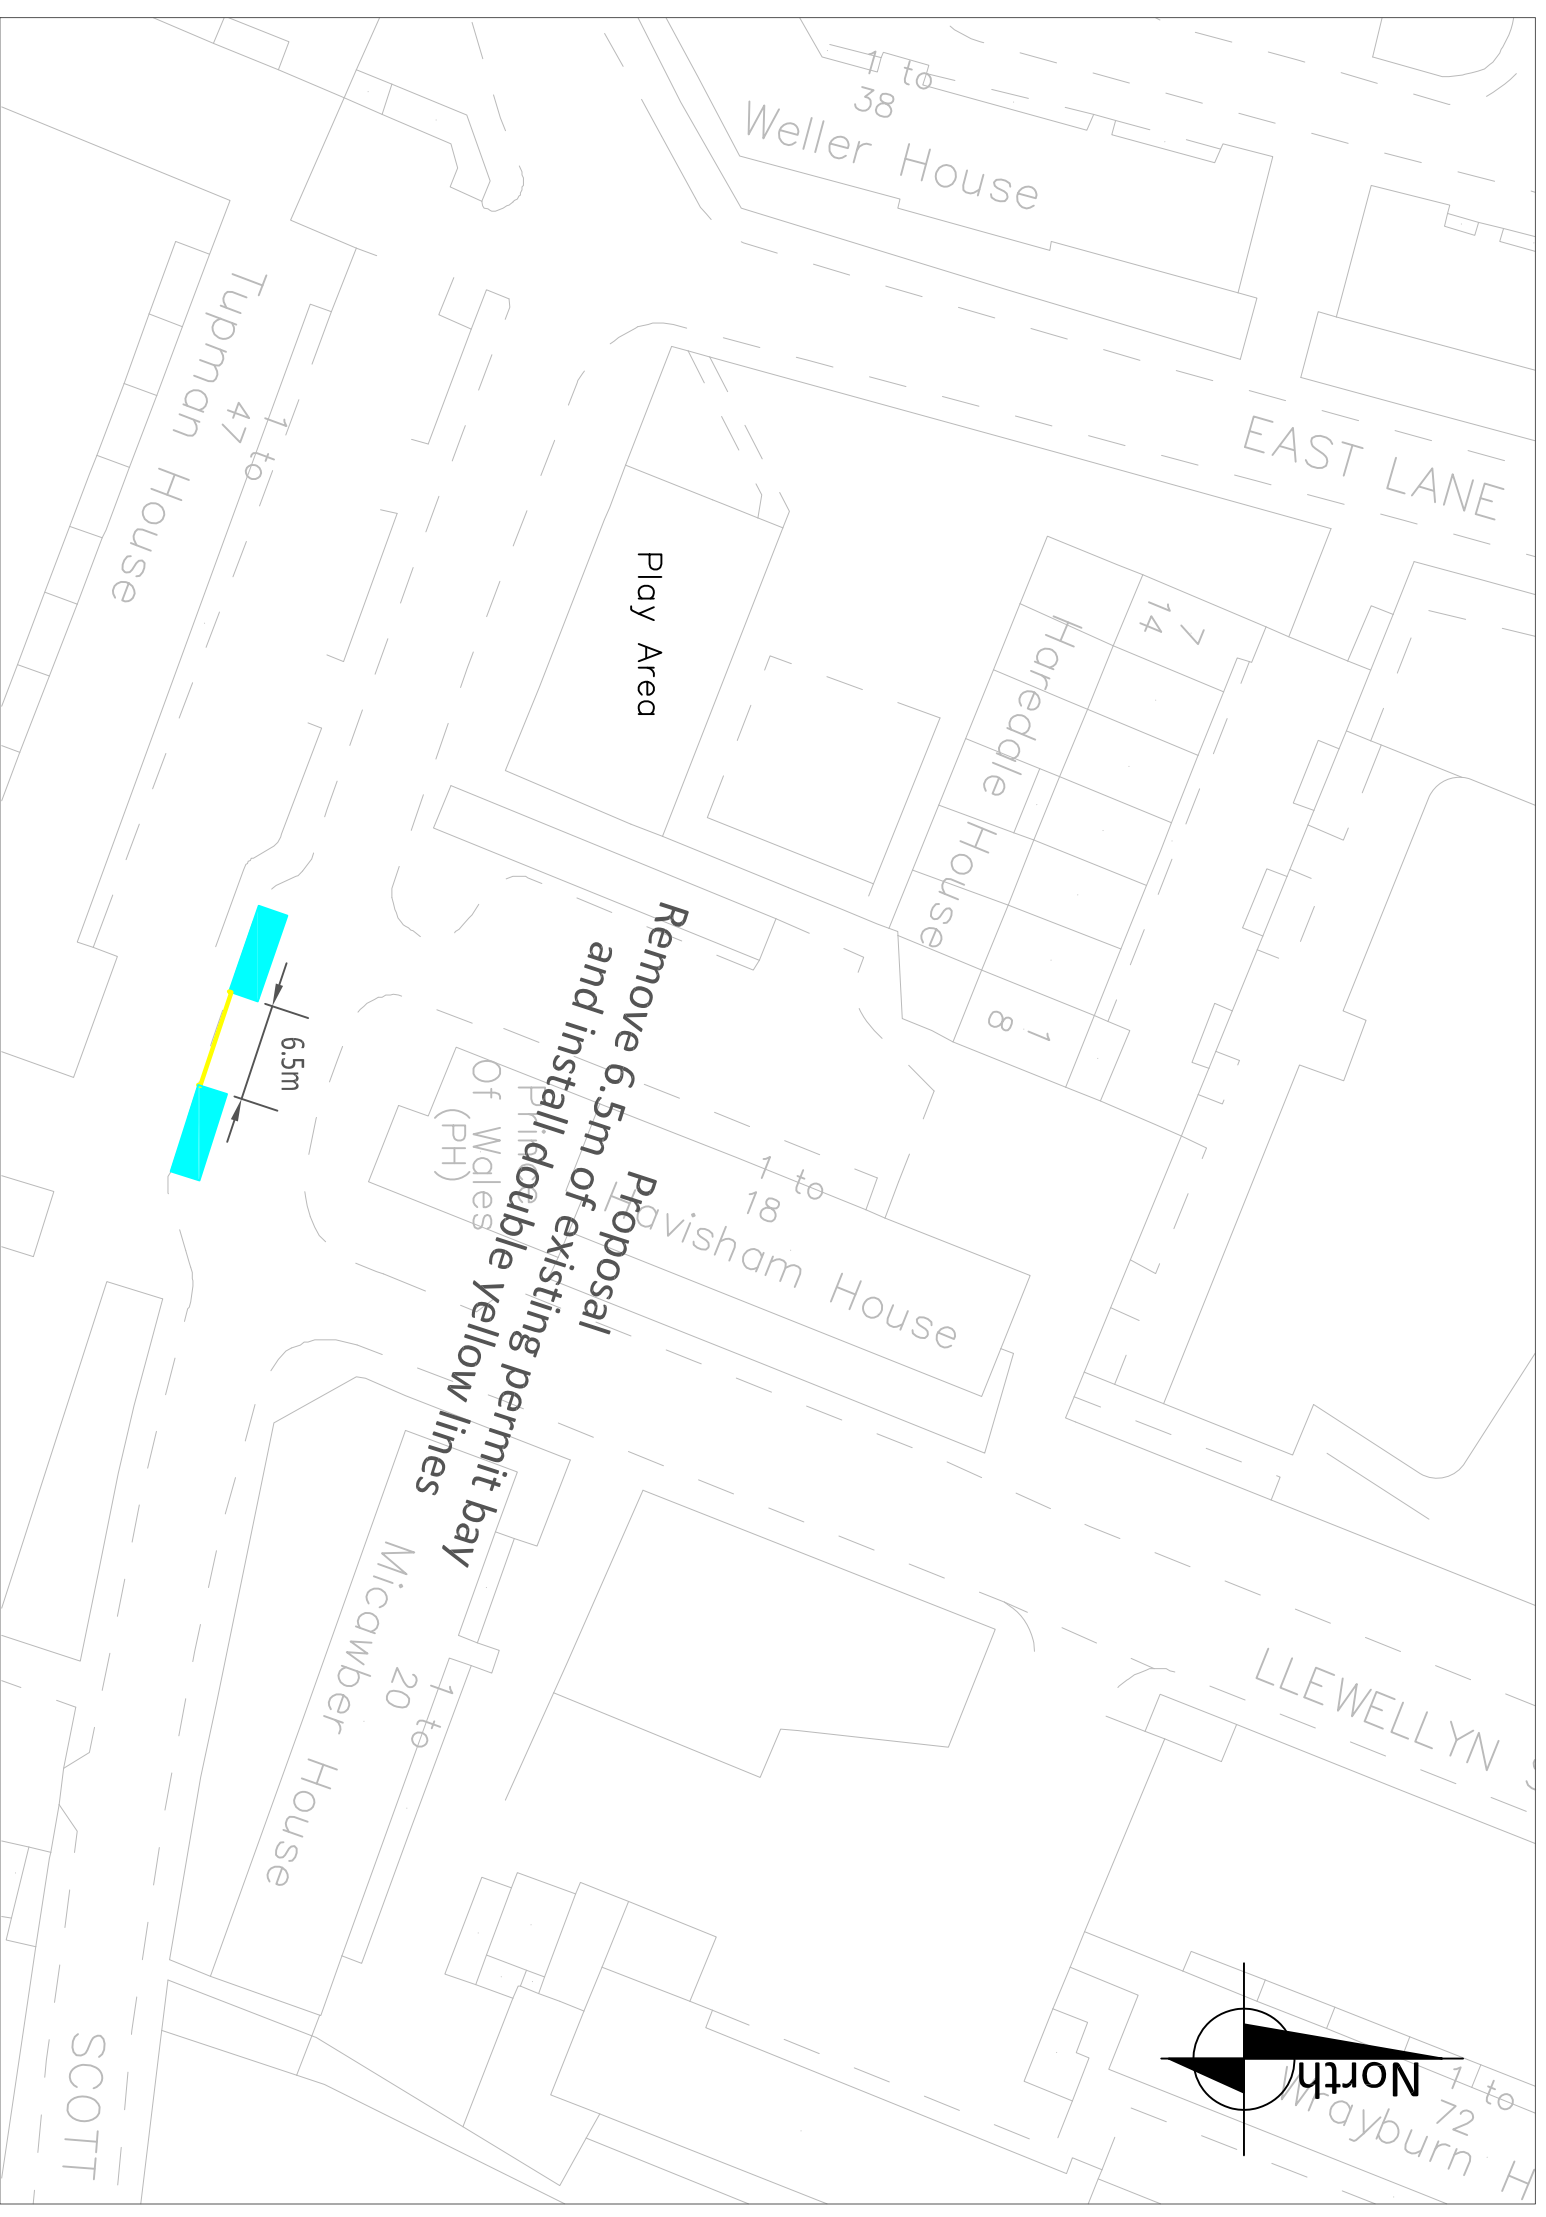 1 to
38
Weller House
EAST LANE
Tupman House
1 to
47
Play Area
7
14
Hareddle House
1
8
6.5m
Proposal
Remove 6.5m of existing permit bay
and install double yellow lines
Prince
Of Wales
(PH)
1 to
18
Havisham House
Micawber House
1 to
20
LLEWELLYN S
SCOTT
North
1 to
72
Wrayburn H